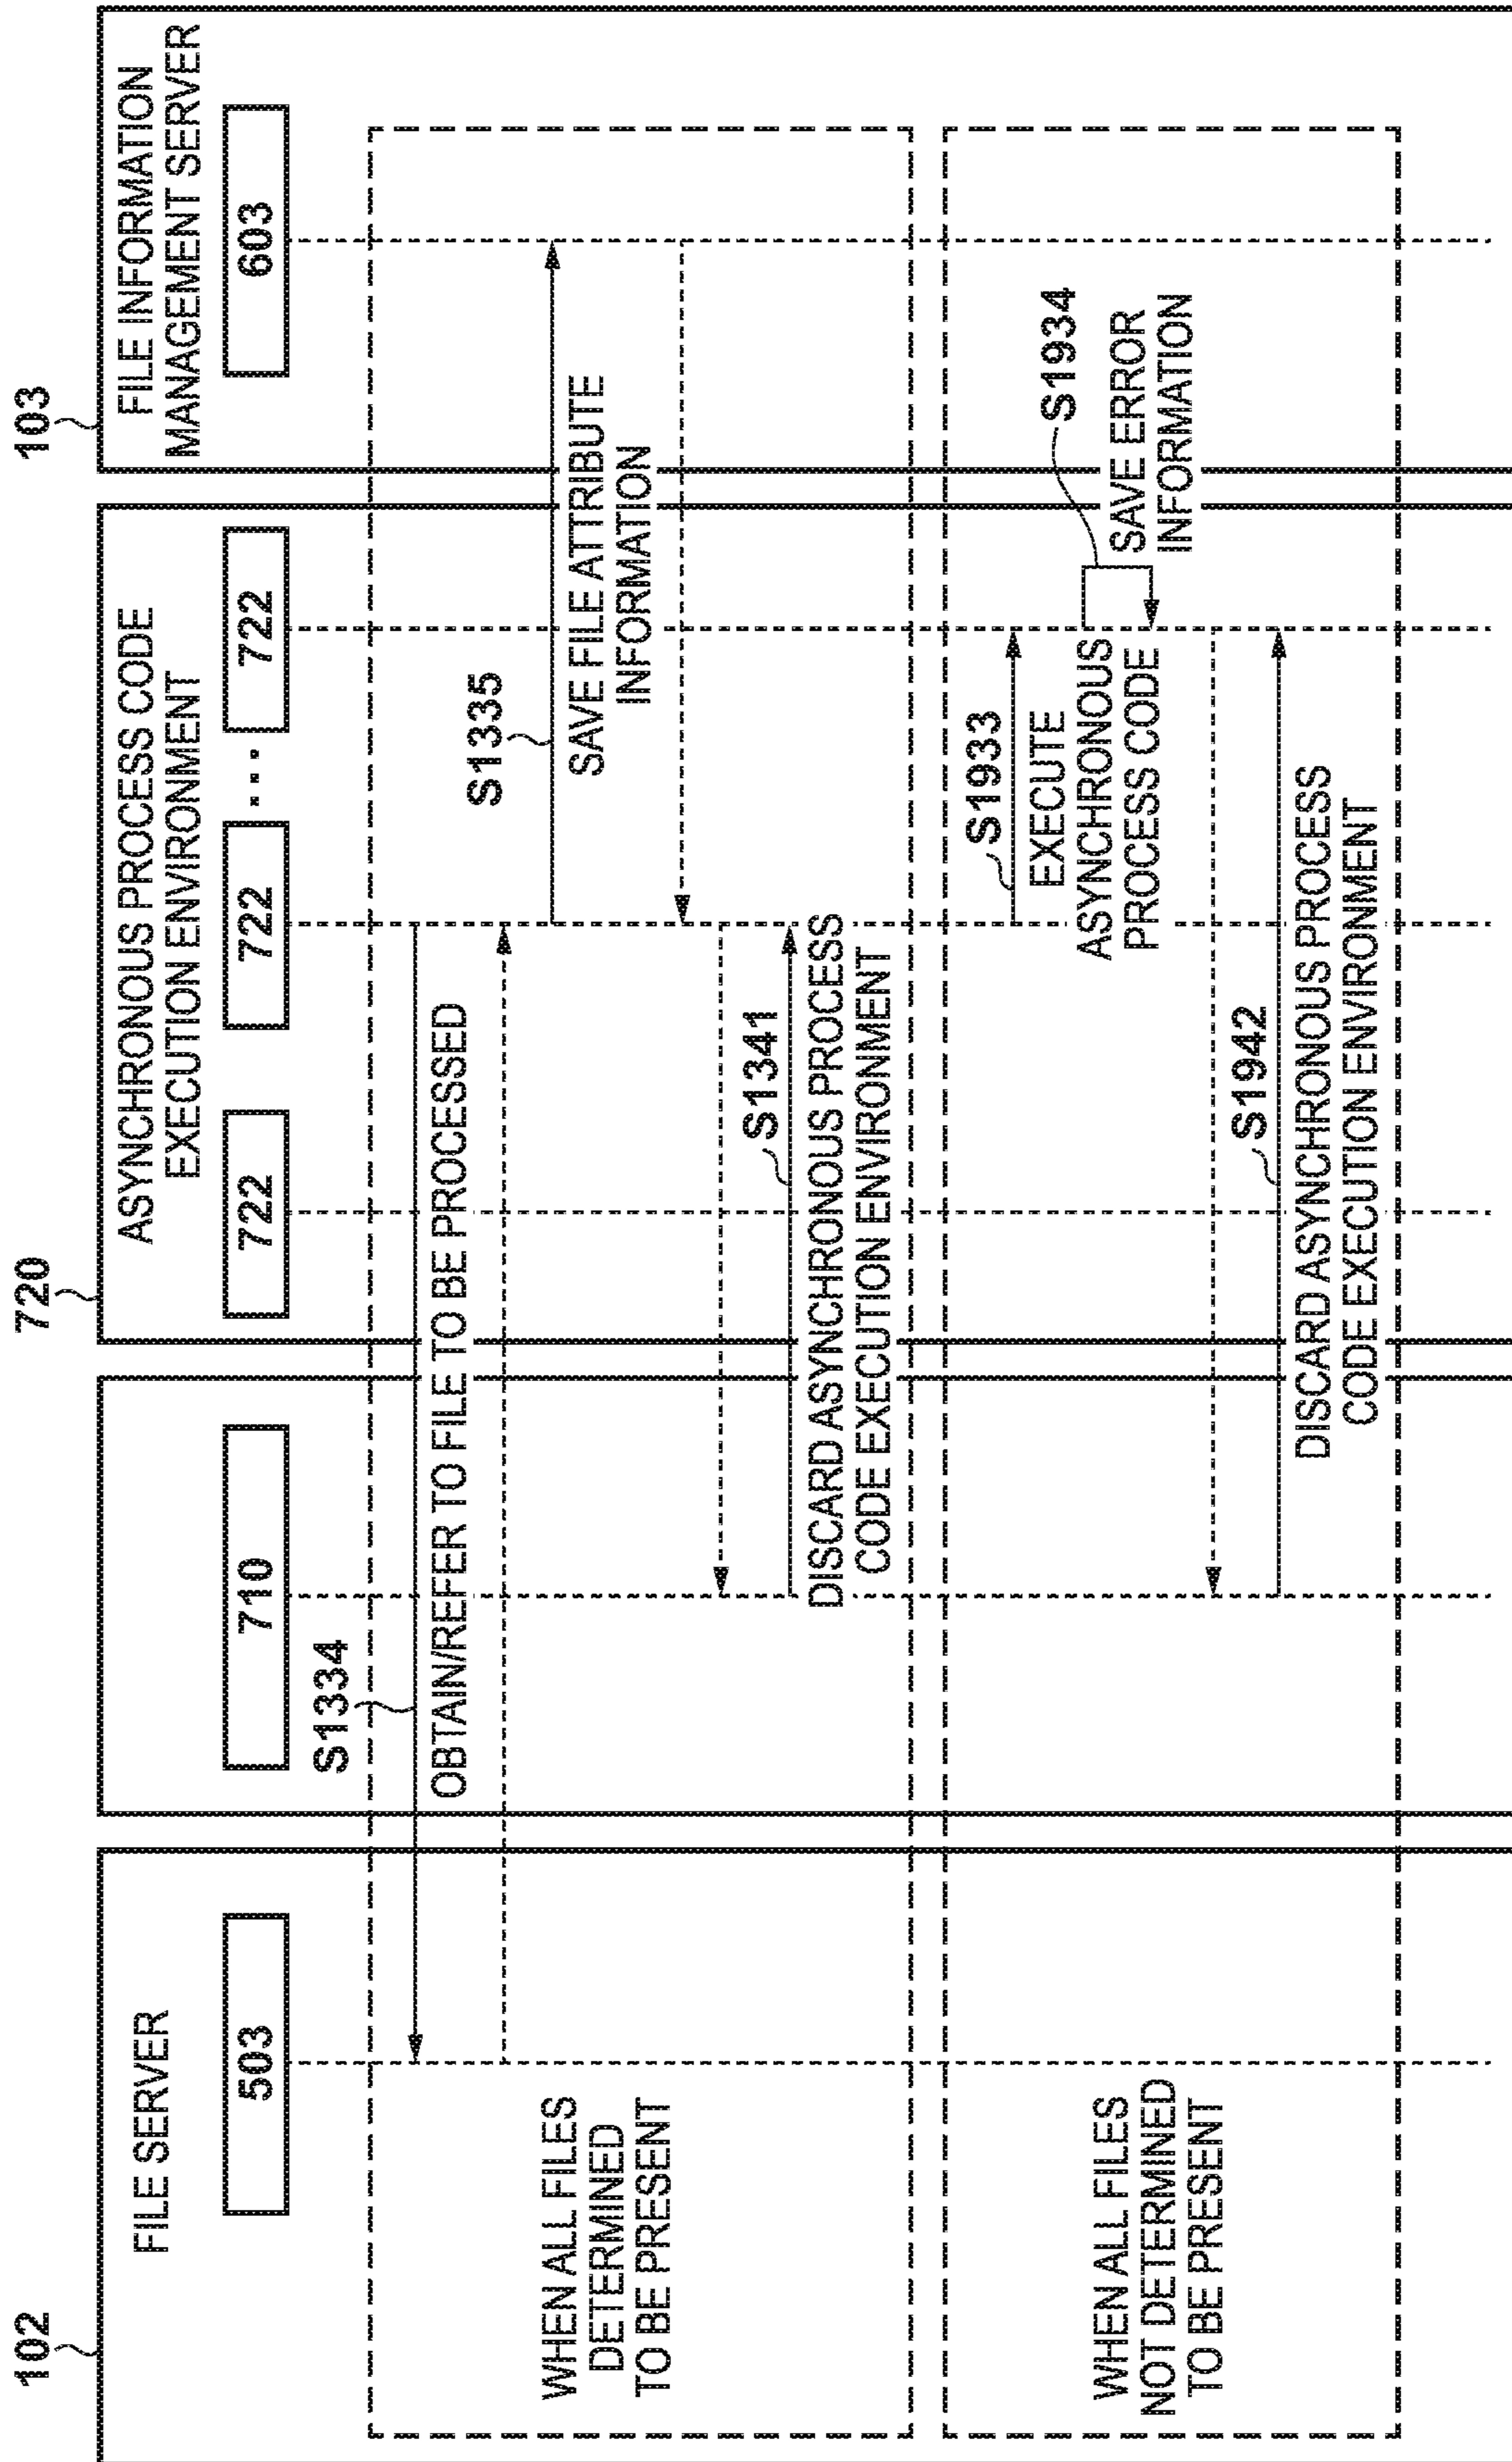 102
720
103
FILE SERVER
ASYNCHRONOUS PROCESS CODE
EXECUTION ENVIRONMENT
FILE INFORMATION
MANAGEMENT SERVER
503
710
722
722
...
722
603
S1334
OBTAIN/REFER TO FILE TO BE PROCESSED
S1335
SAVE FILE ATTRIBUTE
INFORMATION
WHEN ALL FILES
DETERMINED
TO BE PRESENT
S1341
DISCARD ASYNCHRONOUS PROCESS
CODE EXECUTION ENVIRONMENT
S1933
EXECUTE
ASYNCHRONOUS
PROCESS CODE
S1934
SAVE ERROR
INFORMATION
WHEN ALL FILES
NOT DETERMINED
TO BE PRESENT
S1942
DISCARD ASYNCHRONOUS PROCESS
CODE EXECUTION ENVIRONMENT